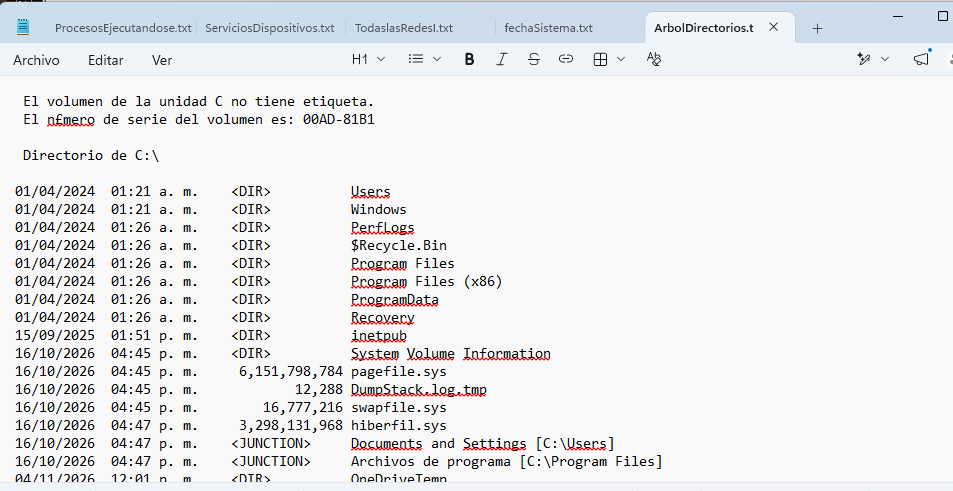 ProcesosEjecutandose.txt ServiciosDispositivos.txt TodaslasRedesI.txt fechaSistema.txt ArbolDirectorios.t
Archivo Editar Ver H1 B I S
El volumen de la unidad C no tiene etiqueta.
El n£mero de serie del volumen es: 00AD-81B1
Directorio de C:\
01/04/2024 01:21 a. m. <DIR> Users
01/04/2024 01:21 a. m. <DIR> Windows
01/04/2024 01:26 a. m. <DIR> PerfLogs
01/04/2024 01:26 a. m. <DIR> $Recycle.Bin
01/04/2024 01:26 a. m. <DIR> Program Files
01/04/2024 01:26 a. m. <DIR> Program Files (x86)
01/04/2024 01:26 a. m. <DIR> ProgramData
01/04/2024 01:26 a. m. <DIR> Recovery
15/09/2025 01:51 p. m. <DIR> inetpub
16/10/2026 04:45 p. m. <DIR> System Volume Information
16/10/2026 04:45 p. m. 6,151,798,784 pagefile.sys
16/10/2026 04:45 p. m. 12,288 DumpStack.log.tmp
16/10/2026 04:45 p. m. 16,777,216 swapfile.sys
16/10/2026 04:47 p. m. 3,298,131,968 hiberfil.sys
16/10/2026 04:47 p. m. <JUNCTION> Documents and Settings [C:\Users]
16/10/2026 04:47 p. m. <JUNCTION> Archivos de programa [C:\Program Files]
04/11/2026 12:01 p. m. <DIR> OneDriveTemp